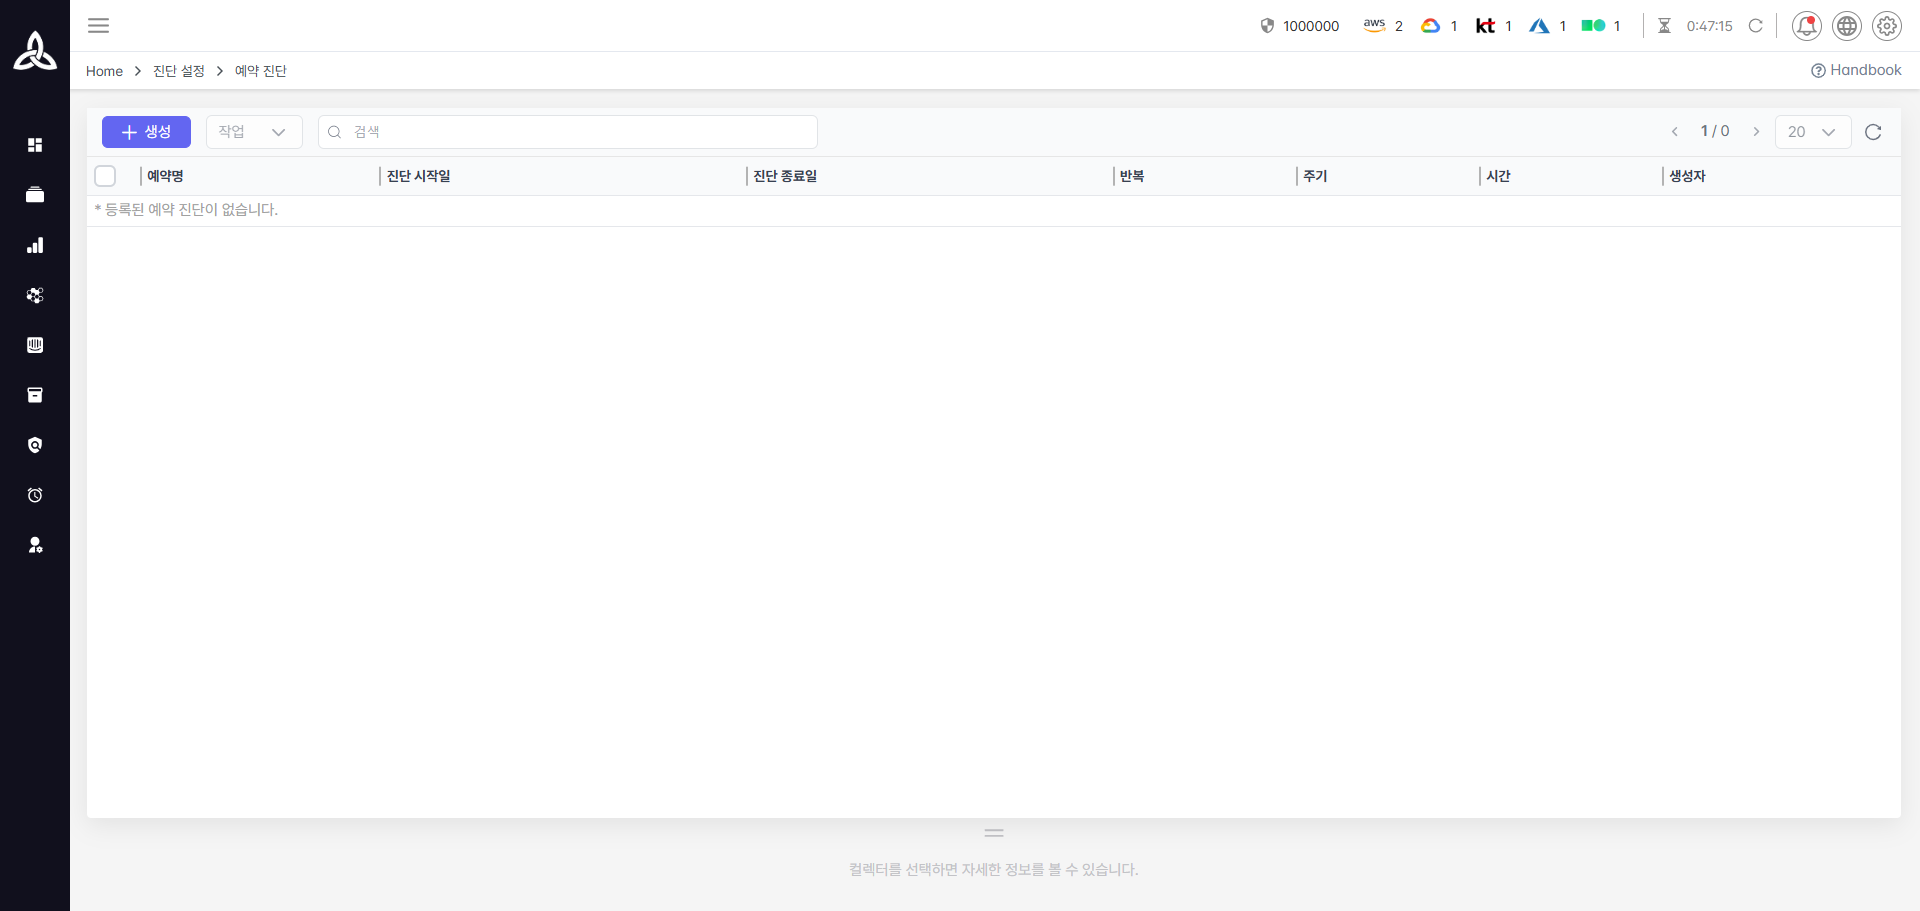 1000000 aws 2 1 kt 1 1 1 0:47:15
Home > 진단 설정 > 예약 진단 Handbook
생성 작업 검색 1 / 0 20
예약명 진단 시작일 진단 종료일 반복 주기 시간 생성자
* 등록된 예약 진단이 없습니다.
컬렉터를 선택하면 자세한 정보를 볼 수 있습니다.